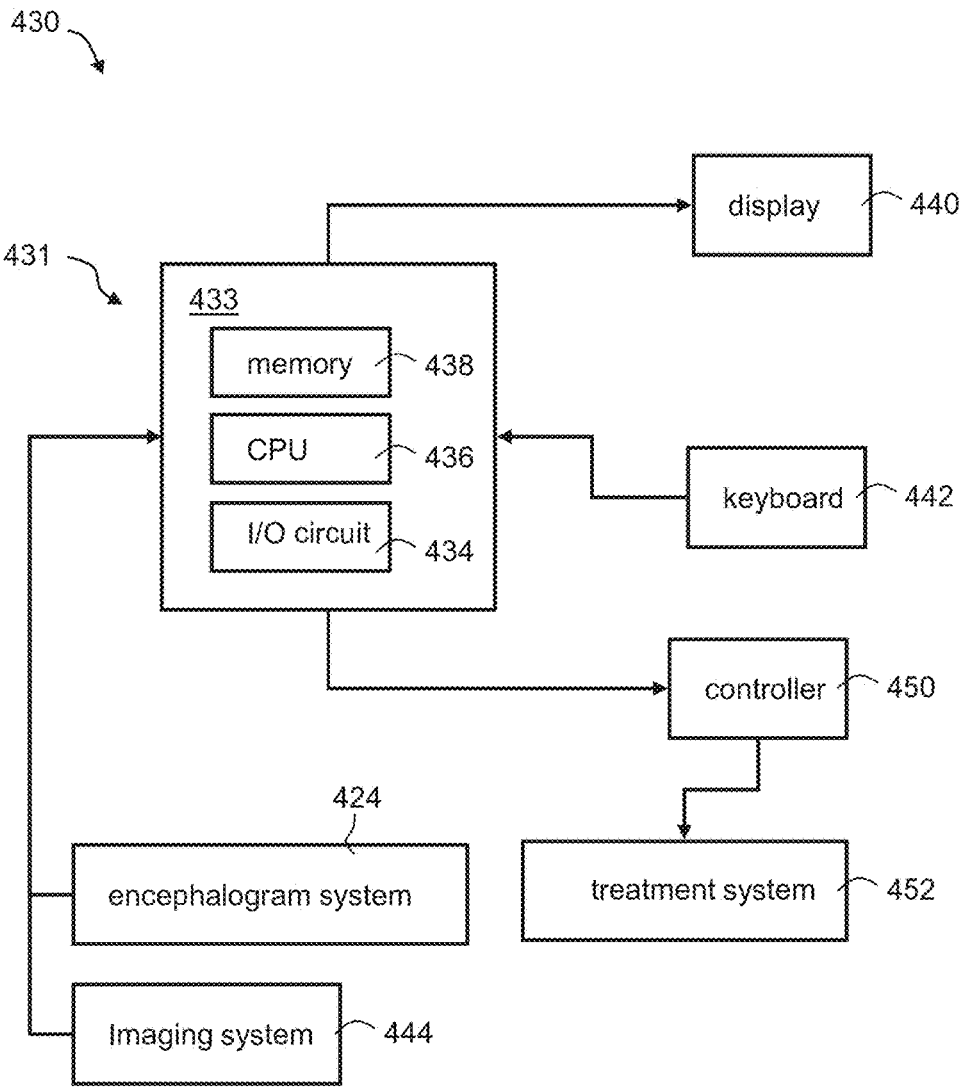 430
display 440
431
433
memory 438
CPU 436
I/O circuit 434
keyboard 442
controller 450
424
encephalogram system
treatment system 452
Imaging system 444